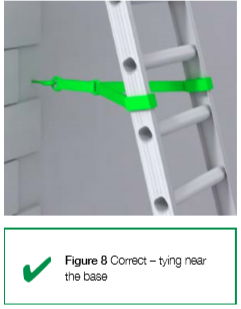 Figure 8 Correct – tying near
the base